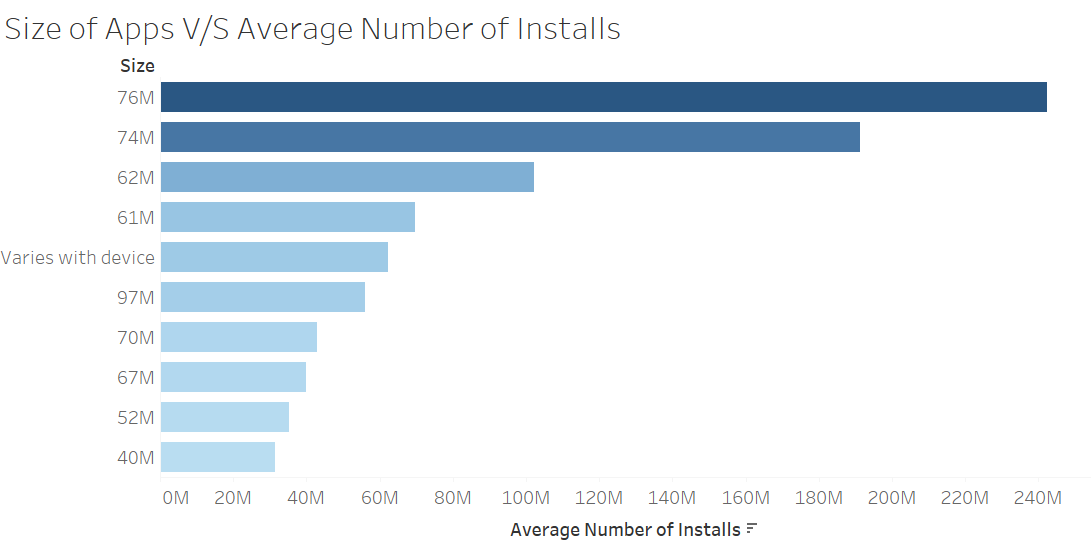 Size of Apps V/S Average Number of Installs
Size
76M
74M
62M
61M
Varies with device
97M
70M
67M
52M
40M
0M 20M 40M 60M 80M 100M 120M 140M 160M 180M 200M 220M 240M
Average Number of Installs